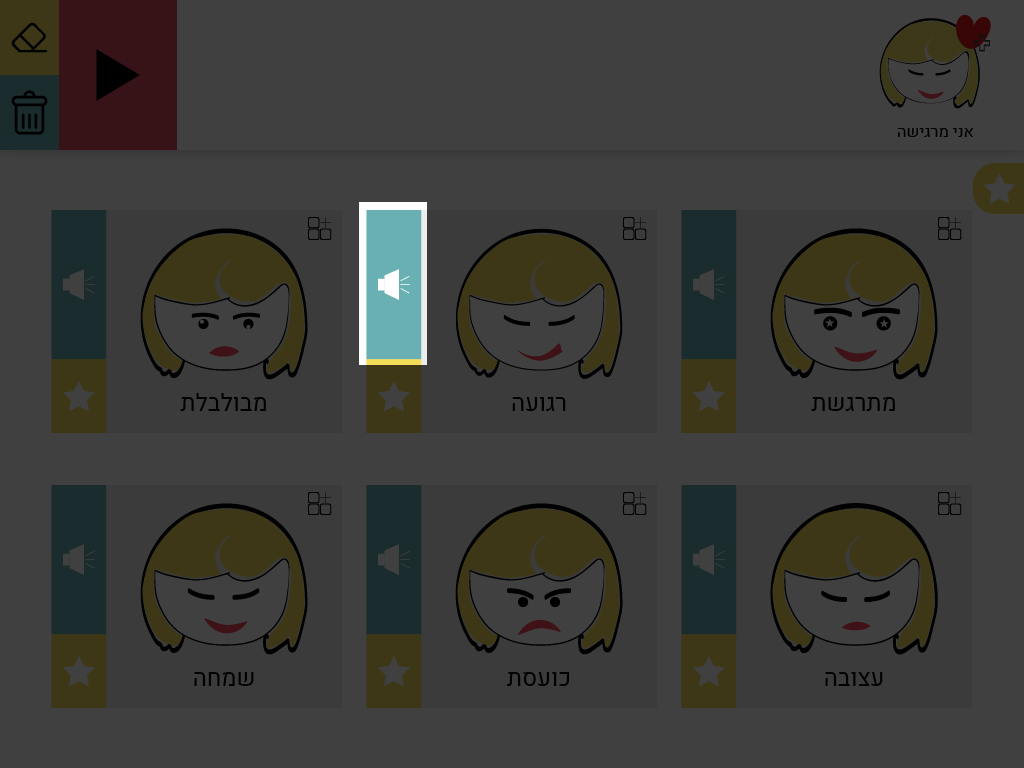 אני מרגישה
מתרגשת
רגועה
מבולבלת
עצובה
כועסת
שמחה